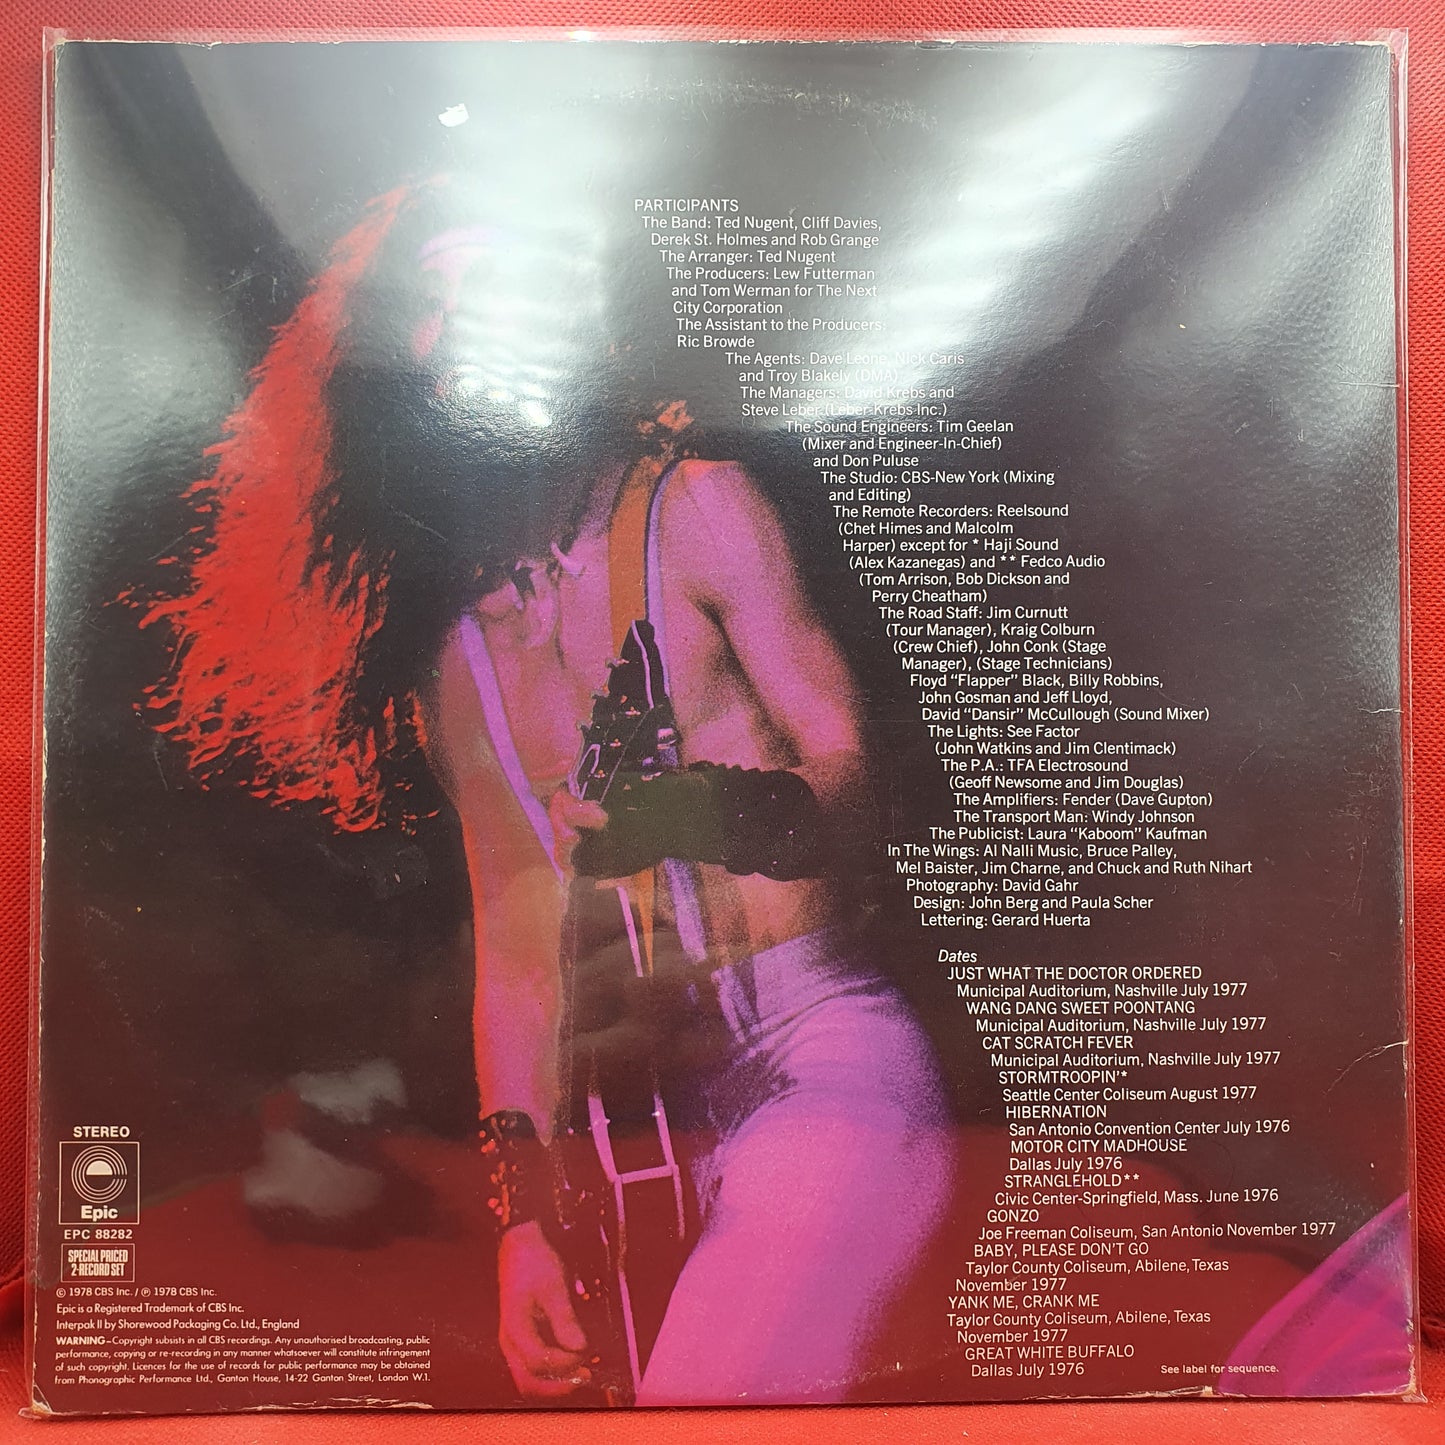 PARTICIPANTS
The Band: Ted Nugent, Cliff Davies,
Derek St. Holmes and Rob Grange
The Arranger: Ted Nugent
The Producers: Lew Futterman
and Tom Werman for The Next
City Corporation
The Assistant to the Producers:
Ric Browde
The Agents: Dave Leone, Nick Caris
and Troy Blakely (DMA)
The Managers: David Krebs and
Steve Leber (Leber-Krebs Inc.)
The Sound Engineers: Tim Geelan
(Mixer and Engineer-In-Chief)
and Don Puluse
The Studio: CBS-New York (Mixing
and Editing)
The Remote Recorders: Reelsound
(Chet Himes and Malcolm
Harper) except for * Haji Sound
(Alex Kazanegas) and ** Fedco Audio
(Tom Arrison, Bob Dickson and
Perry Cheatham)
The Road Staff: Jim Curnutt
(Tour Manager), Kraig Colburn
(Crew Chief), John Conk (Stage
Manager), (Stage Technicians)
Floyd "Flapper" Black, Billy Robbins,
John Gosman and Jeff Lloyd,
David "Dansir" McCullough (Sound Mixer)
The Lights: See Factor
(John Watkins and Jim Clentimack)
The P.A.: TFA Electrosound
(Geoff Newsome and Jim Douglas)
The Amplifiers: Fender (Dave Gupton)
The Transport Man: Windy Johnson
The Publicist: Laura "Kaboom" Kaufman
In The Wings: Al Nalli Music, Bruce Palley,
Mel Baister, Jim Charne, and Chuck and Ruth Nihart
Photography: David Gahr
Design: John Berg and Paula Scher
Lettering: Gerard Huerta
Dates
JUST WHAT THE DOCTOR ORDERED
Municipal Auditorium, Nashville July 1977
WANG DANG SWEET POONTANG
Municipal Auditorium, Nashville July 1977
CAT SCRATCH FEVER
Municipal Auditorium, Nashville July 1977
STORMTROOPIN'*
Seattle Center Coliseum August 1977
HIBERNATION
San Antonio Convention Center July 1976
MOTOR CITY MADHOUSE
Dallas July 1976
STRANGLEHOLD**
Civic Center-Springfield, Mass. June 1976
GONZO
Joe Freeman Coliseum, San Antonio November 1977
BABY, PLEASE DON'T GO
Taylor County Coliseum, Abilene, Texas
November 1977
YANK ME, CRANK ME
Taylor County Coliseum, Abilene, Texas
November 1977
GREAT WHITE BUFFALO
Dallas July 1976
See label for sequence.
STEREO
Epic
EPC 88282
SPECIAL PRICED
2-RECORD SET
© 1978 CBS Inc. / ℗ 1978 CBS Inc.
Epic is a Registered Trademark of CBS Inc.
Interpak II by Shorewood Packaging Co. Ltd., England
WARNING–Copyright subsists in all CBS recordings. Any unauthorised broadcasting, public
performance, copying or re-recording in any manner whatsoever will constitute infringement
of such copyright. Licences for the use of records for public performance may be obtained
from Phonographic Performance Ltd., Ganton House, 14-22 Ganton Street, London W.1.